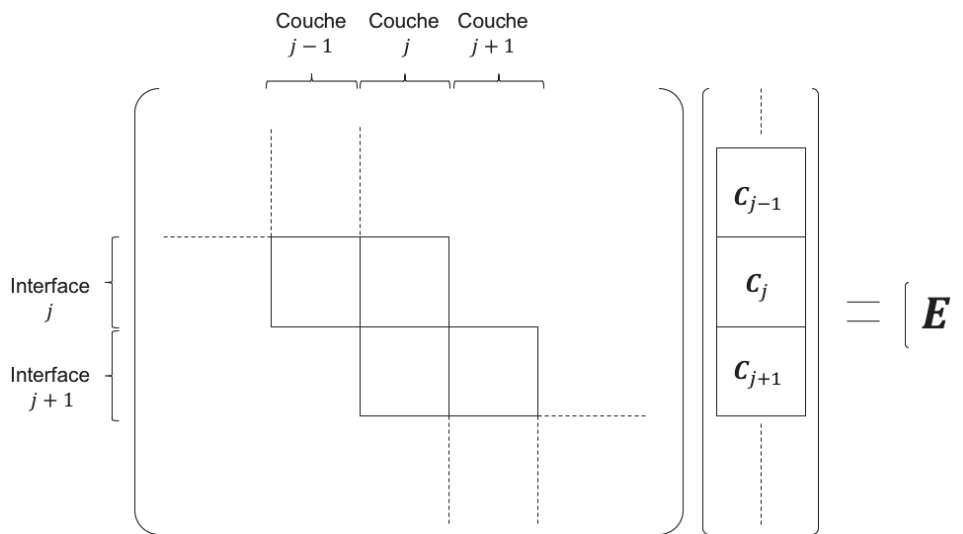 Couche Couche Couche
j − 1 j j + 1
C_{j−1}
Interface
j
C_j
= [ E
Interface
j + 1
C_{j+1}